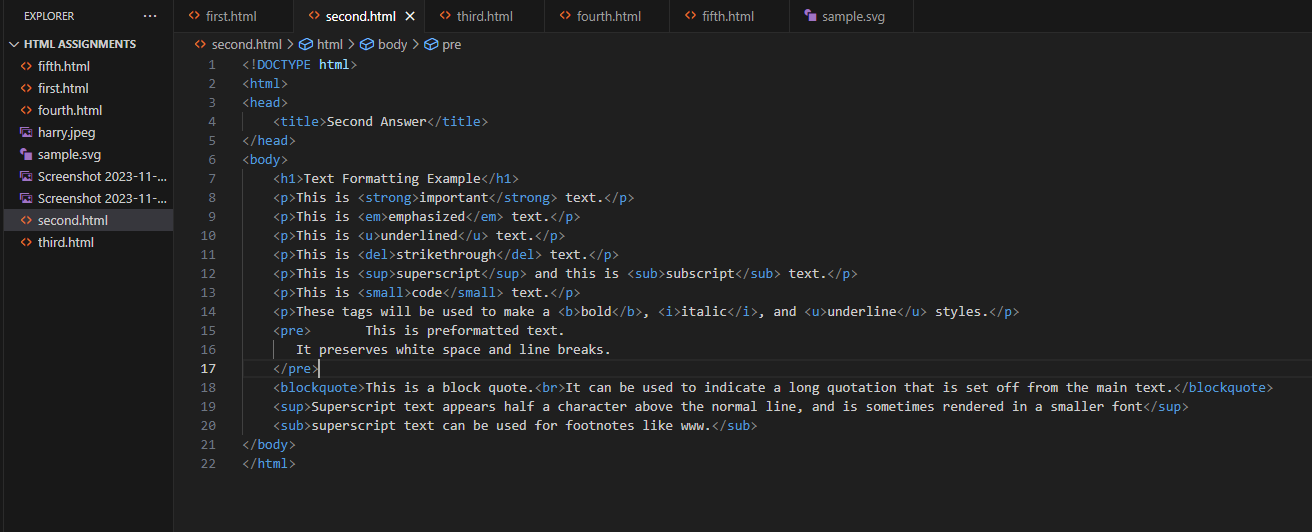 EXPLORER ···
first.html second.html third.html fourth.html fifth.html sample.svg
HTML ASSIGNMENTS
fifth.html
first.html
fourth.html
harry.jpeg
sample.svg
Screenshot 2023-11-...
Screenshot 2023-11-...
second.html
third.html
second.html > html > body > pre
1 <!DOCTYPE html>
2 <html>
3 <head>
4     <title>Second Answer</title>
5 </head>
6 <body>
7     <h1>Text Formatting Example</h1>
8     <p>This is <strong>important</strong> text.</p>
9     <p>This is <em>emphasized</em> text.</p>
10     <p>This is <u>underlined</u> text.</p>
11     <p>This is <del>strikethrough</del> text.</p>
12     <p>This is <sup>superscript</sup> and this is <sub>subscript</sub> text.</p>
13     <p>This is <small>code</small> text.</p>
14     <p>These tags will be used to make a <b>bold</b>, <i>italic</i>, and <u>underline</u> styles.</p>
15     <pre>       This is preformatted text.
16        It preserves white space and line breaks.
17     </pre>
18     <blockquote>This is a block quote.<br>It can be used to indicate a long quotation that is set off from the main text.</blockquote>
19     <sup>Superscript text appears half a character above the normal line, and is sometimes rendered in a smaller font</sup>
20     <sub>superscript text can be used for footnotes like www.</sub>
21 </body>
22 </html>